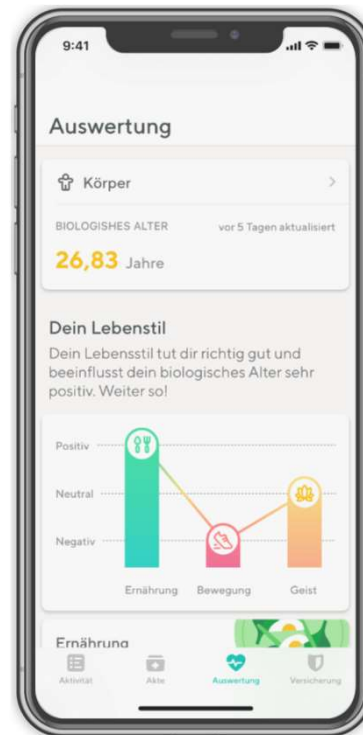 9:41
Auswertung
Körper
BIOLOGISHES ALTER
vor 5 Tagen aktualisiert
26,83 Jahre
Dein Lebenstil
Dein Lebensstil tut dir richtig gut und
beeinflusst dein biologisches Alter sehr
positiv. Weiter so!
Positiv
Neutral
Negativ
Ernährung Bewegung Geist
Ernährung
Aktivität Akte Auswertung Versicherung